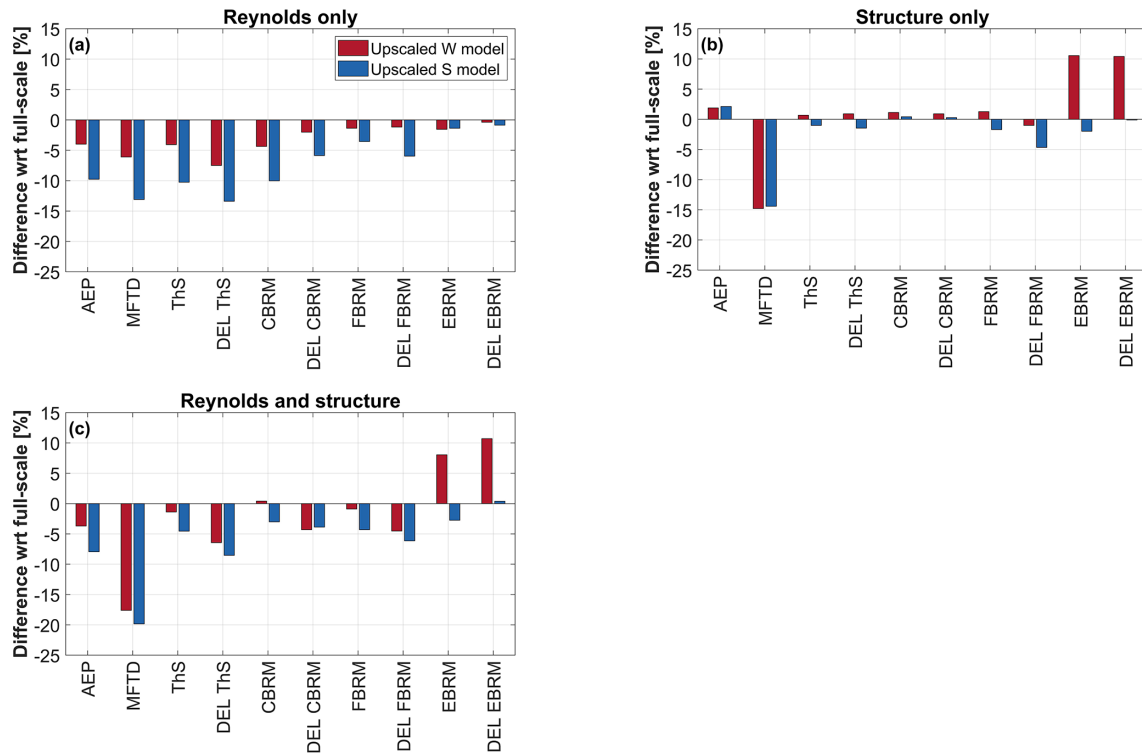 Reynolds only
(a)
Upscaled W model
Upscaled S model
Difference wrt full-scale [%]
15
10
5
0
-5
-10
-15
-20
-25
AEP
MFTD
ThS
DEL ThS
CBRM
DEL CBRM
FBRM
DEL FBRM
EBRM
DEL EBRM
Structure only
(b)
Difference wrt full-scale [%]
15
10
5
0
-5
-10
-15
-20
-25
AEP
MFTD
ThS
DEL ThS
CBRM
DEL CBRM
FBRM
DEL FBRM
EBRM
DEL EBRM
Reynolds and structure
(c)
Difference wrt full-scale [%]
15
10
5
0
-5
-10
-15
-20
-25
AEP
MFTD
ThS
DEL ThS
CBRM
DEL CBRM
FBRM
DEL FBRM
EBRM
DEL EBRM